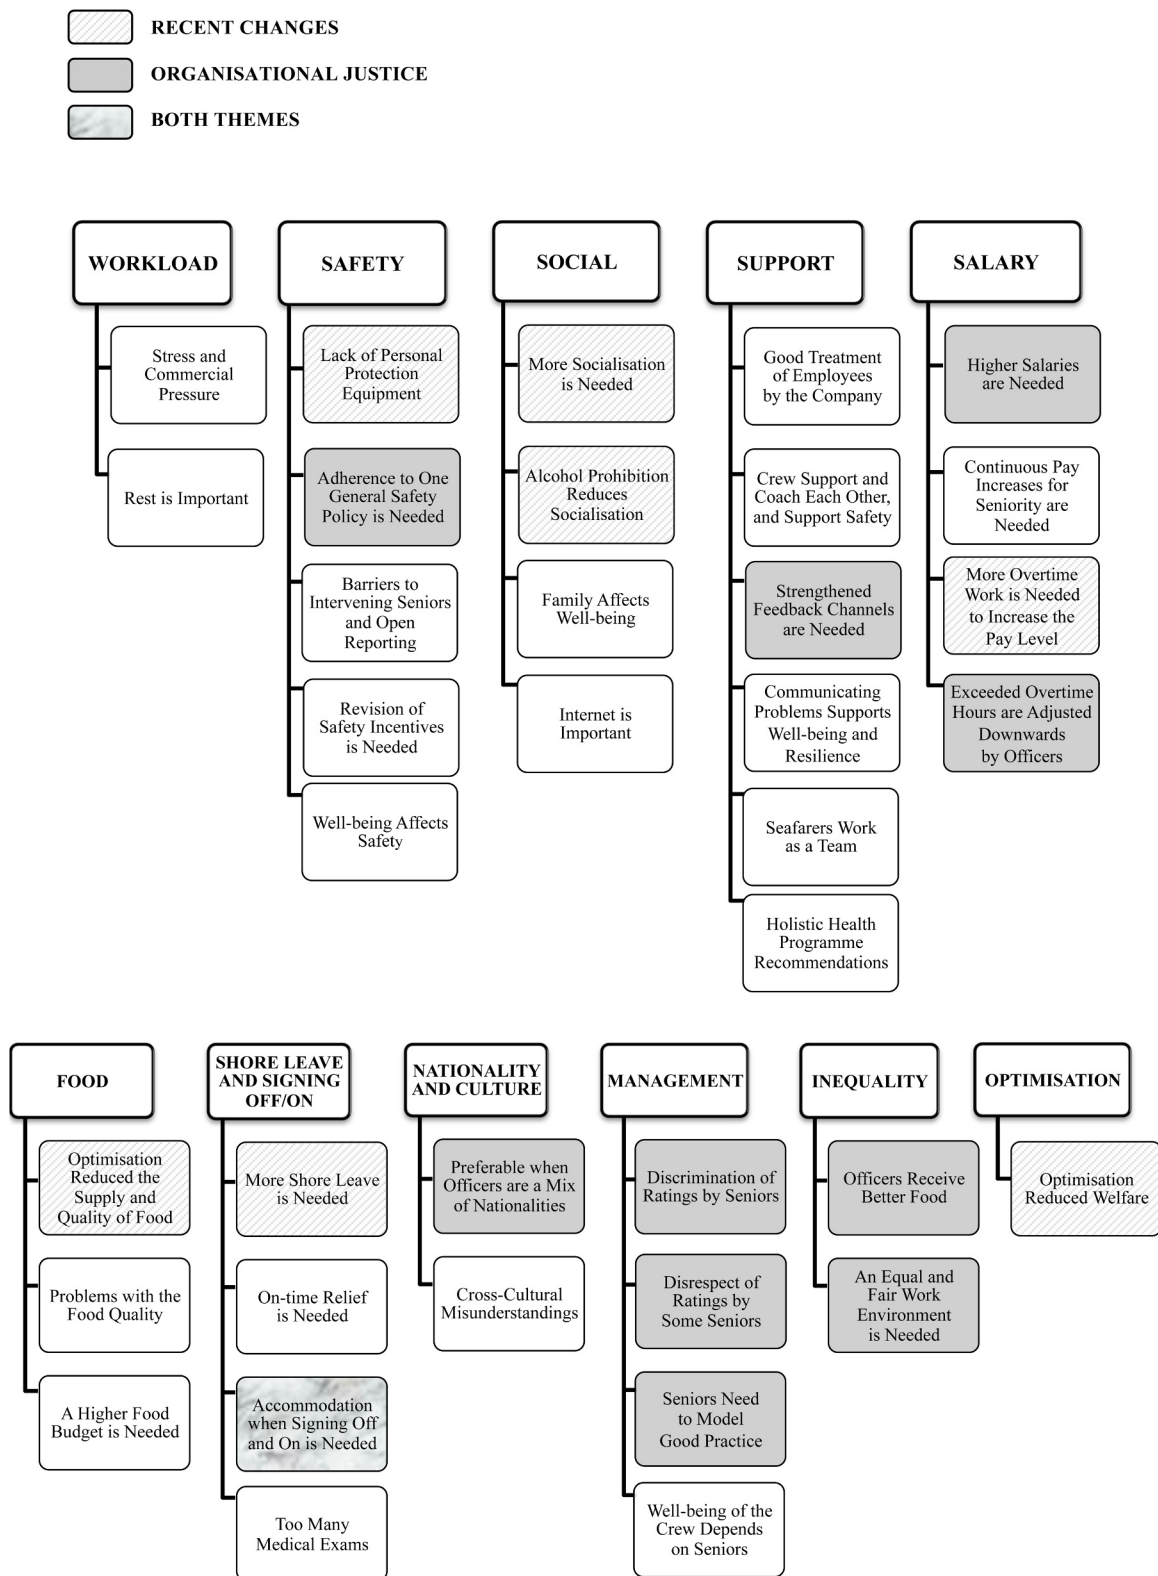 RECENT CHANGES
ORGANISATIONAL JUSTICE
BOTH THEMES
WORKLOAD
Stress and
Commercial
Pressure
Rest is Important
SAFETY
Lack of Personal
Protection
Equipment
Adherence to One
General Safety
Policy is Needed
Barriers to
Intervening Seniors
and Open
Reporting
Revision of
Safety Incentives
is Needed
Well-being Affects
Safety
SOCIAL
More Socialisation
is Needed
Alcohol Prohibition
Reduces
Socialisation
Family Affects
Well-being
Internet is
Important
SUPPORT
Good Treatment
of Employees
by the Company
Crew Support and
Coach Each Other,
and Support Safety
Strengthened
Feedback Channels
are Needed
Communicating
Problems Supports
Well-being and
Resilience
Seafarers Work
as a Team
Holistic Health
Programme
Recommendations
SALARY
Higher Salaries
are Needed
Continuous Pay
Increases for
Seniority are
Needed
More Overtime
Work is Needed
to Increase the
Pay Level
Exceeded Overtime
Hours are Adjusted
Downwards
by Officers
FOOD
Optimisation
Reduced the
Supply and
Quality of Food
Problems with the
Food Quality
A Higher Food
Budget is Needed
SHORE LEAVE
AND SIGNING
OFF/ON
More Shore Leave
is Needed
On-time Relief
is Needed
Accommodation
when Signing Off
and On is Needed
Too Many
Medical Exams
NATIONALITY
AND CULTURE
Preferable when
Officers are a Mix
of Nationalities
Cross-Cultural
Misunderstandings
MANAGEMENT
Discrimination of
Ratings by Seniors
Disrespect of
Ratings by
Some Seniors
Seniors Need
to Model
Good Practice
Well-being of the
Crew Depends
on Seniors
INEQUALITY
Officers Receive
Better Food
An Equal and
Fair Work
Environment
is Needed
OPTIMISATION
Optimisation
Reduced Welfare